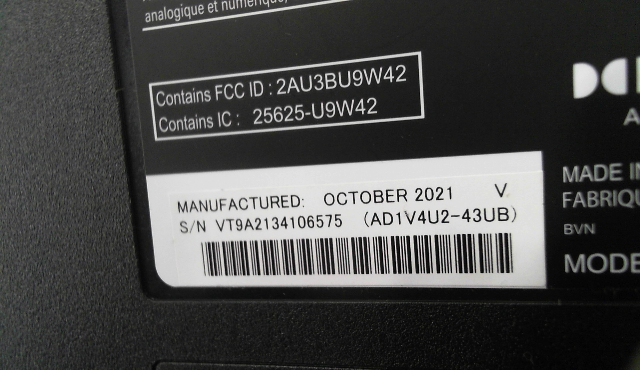 analogique et numérique,
Contains FCC ID : 2AU3BU9W42
Contains IC : 25625-U9W42
MANUFACTURED: OCTOBER 2021 V.
S/N VT9A2134106575 (AD1V4U2-43UB)
MADE IN
FABRIQU
BVN
MODE